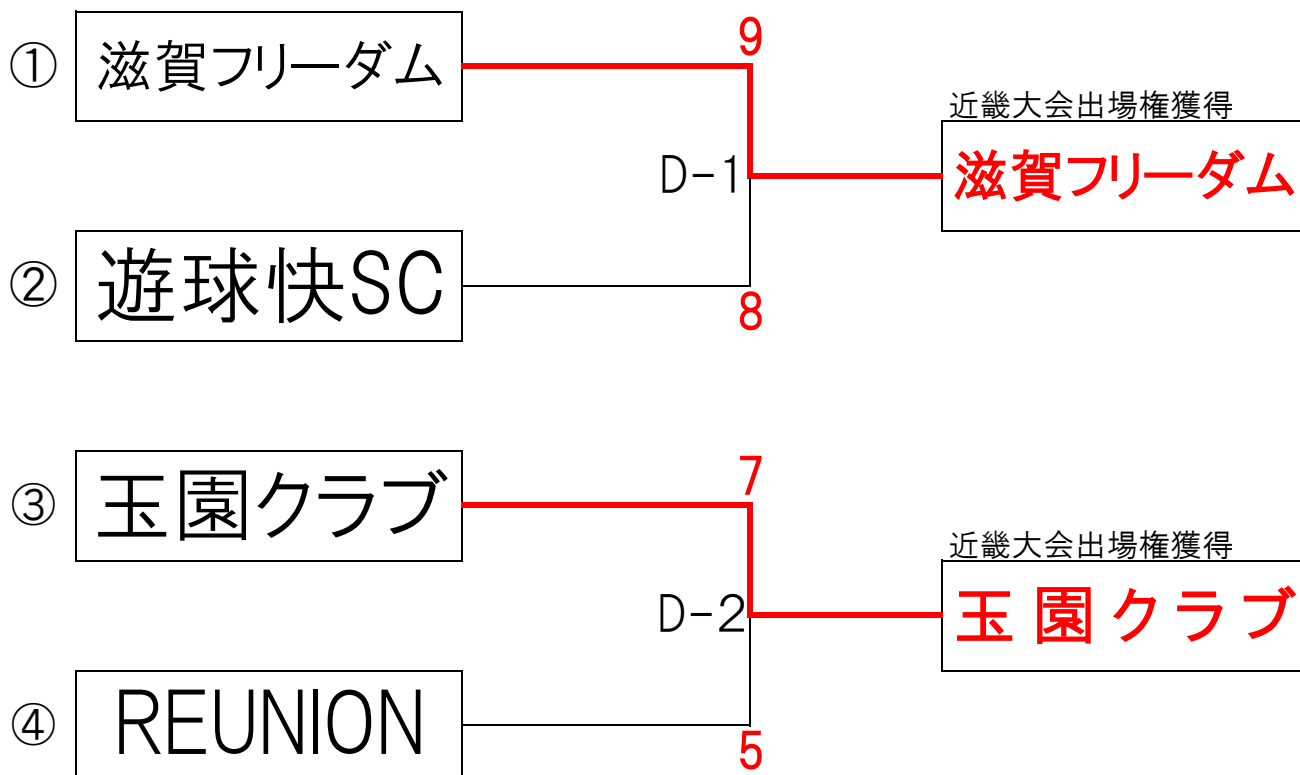 9
① 滋賀フリーダム
近畿大会出場権獲得
D-1
滋賀フリーダム
② 遊球快SC
8
7
③ 玉園クラブ
近畿大会出場権獲得
D-2
玉園クラブ
④ REUNION
5